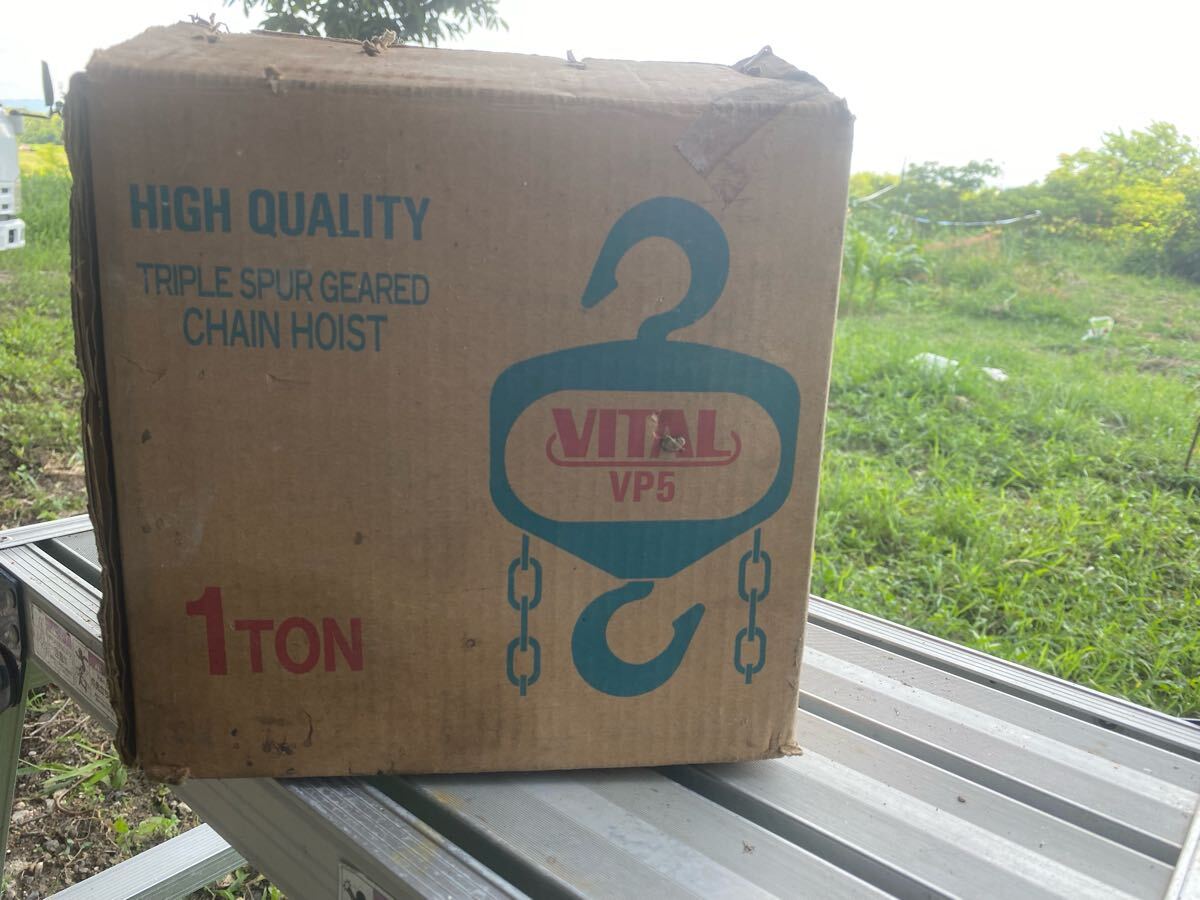 HiGH QUALITY
TRIPLE SPUR GEARED
CHAIN HOIST
VITAL
VP5
1TON